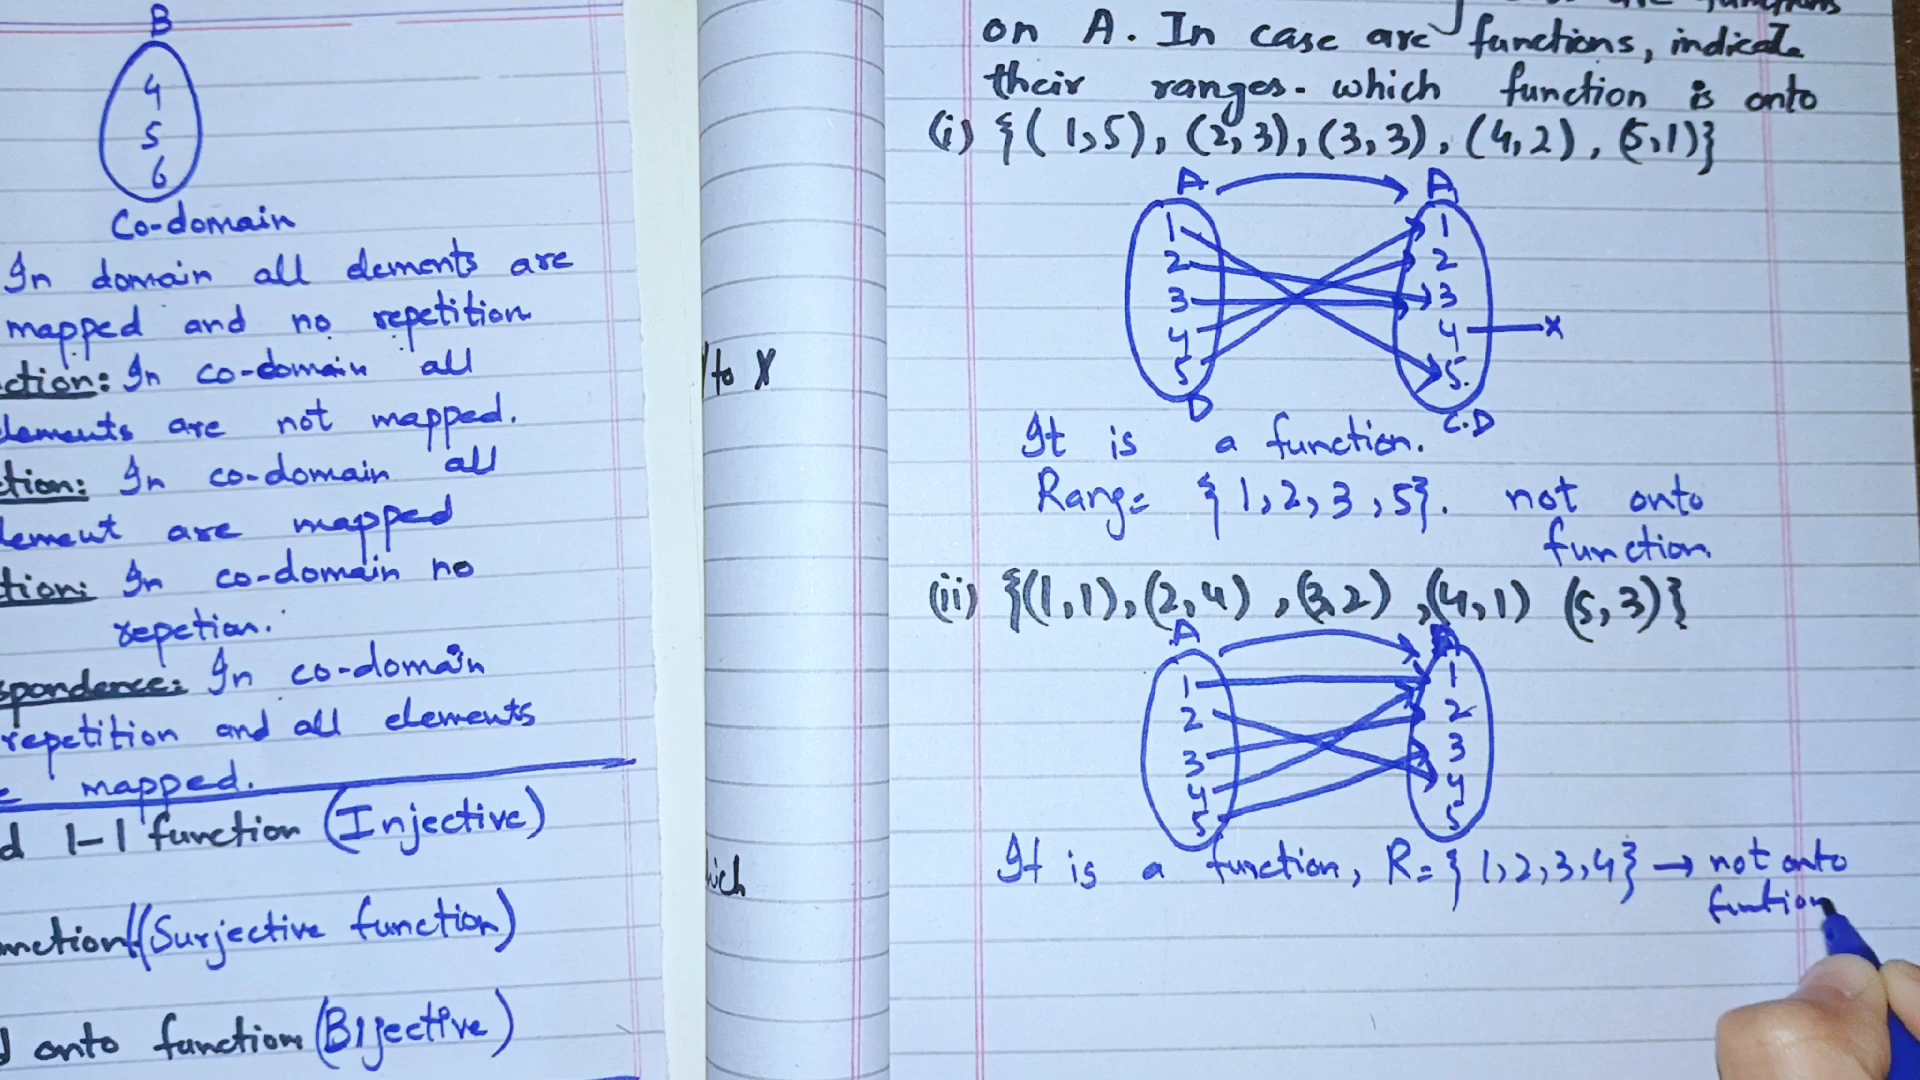 B
4
5
6
Co-domain
In domain all elements are
mapped and no repetition
ction: In co-domain all
lements are not mapped.
tion: In co-domain all
lement are mapped
tion: In co-domain no
repetion.
spondence: In co-domain
repetition and all elements
mapped.
d 1-1 function (Injective)
nction (Surjective function)
onto function (Bijective)
to X
hich
functions
on A. In case are functions, indicate
their ranges. which function is onto
(i) {(1,5), (2,3), (3,3), (4,2), (5,1)}
A A
1 1
2 2
3 3
4 4 x
5 5
D C.D
It is a function.
Rang= {1,2,3,5}. not onto
function
(ii) {(1,1), (2,4), (3,2), (4,1) (5,3)}
A
1 1
2 2
3 3
4 4
5 5
It is a function, R={1,2,3,4} → not onto
funtion